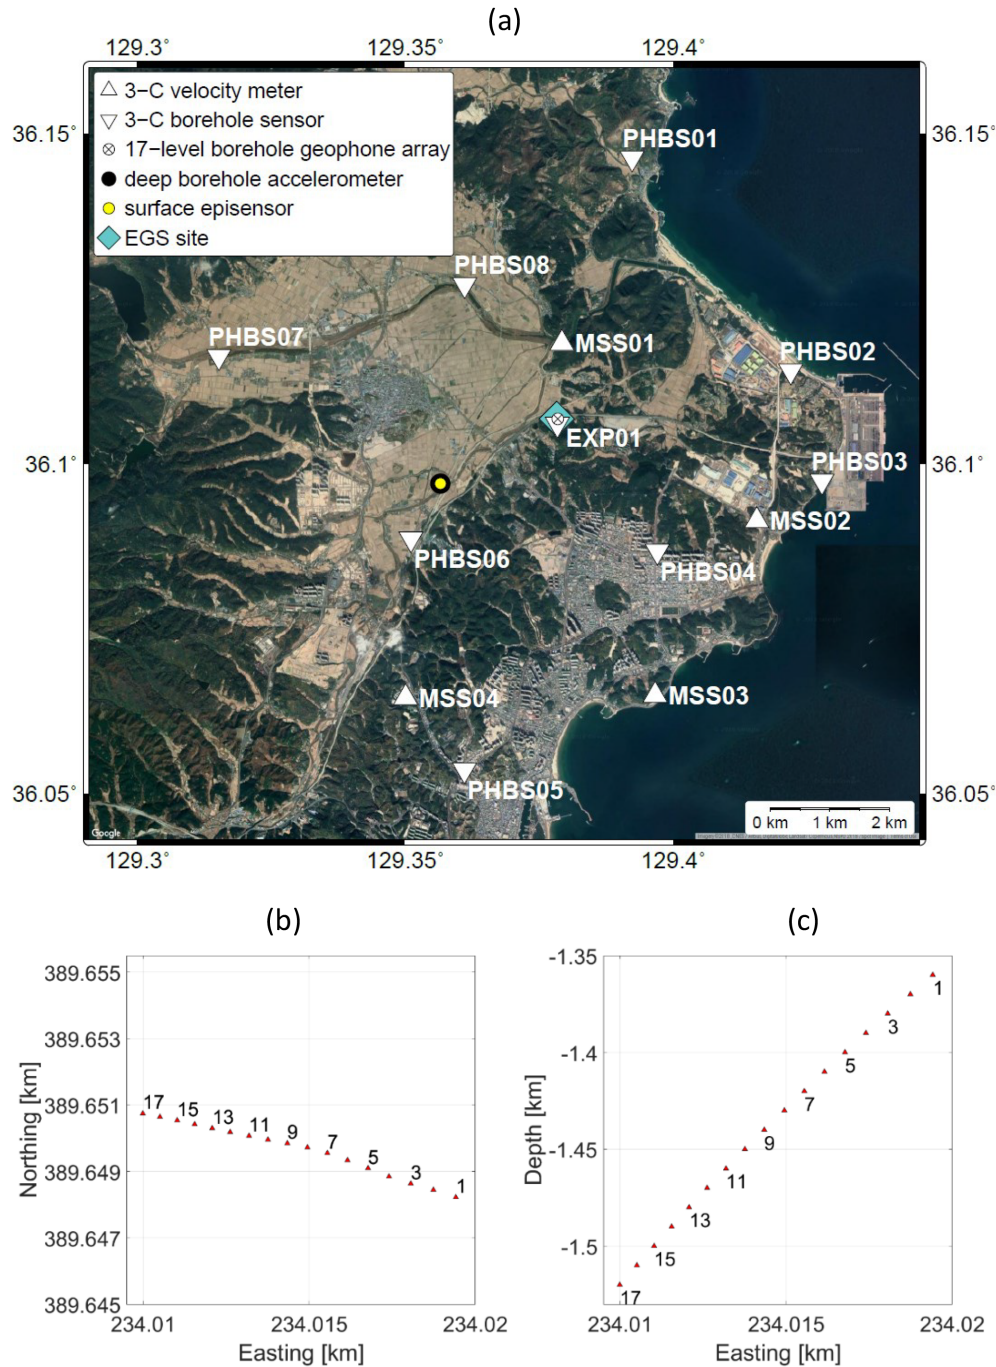 (a)
129.3˚ 129.35˚ 129.4˚
3−C velocity meter
3−C borehole sensor
17−level borehole geophone array
deep borehole accelerometer
surface episensor
EGS site
36.15˚ 36.15˚
PHBS01
PHBS08
PHBS07
MSS01
PHBS02
EXP01
36.1˚ 36.1˚
PHBS03
MSS02
PHBS06
PHBS04
MSS04
MSS03
PHBS05
36.05˚ 36.05˚
0 km 1 km 2 km
Google
129.3˚ 129.35˚ 129.4˚
(b)
389.655
389.653
389.651
389.649
389.647
389.645
Northing [km]
17 15 13 11 9 7 5 3 1
234.01 234.015 234.02
Easting [km]
(c)
-1.35
-1.4
-1.45
-1.5
Depth [km]
1
3
5
7
9
11
13
15
17
234.01 234.015 234.02
Easting [km]